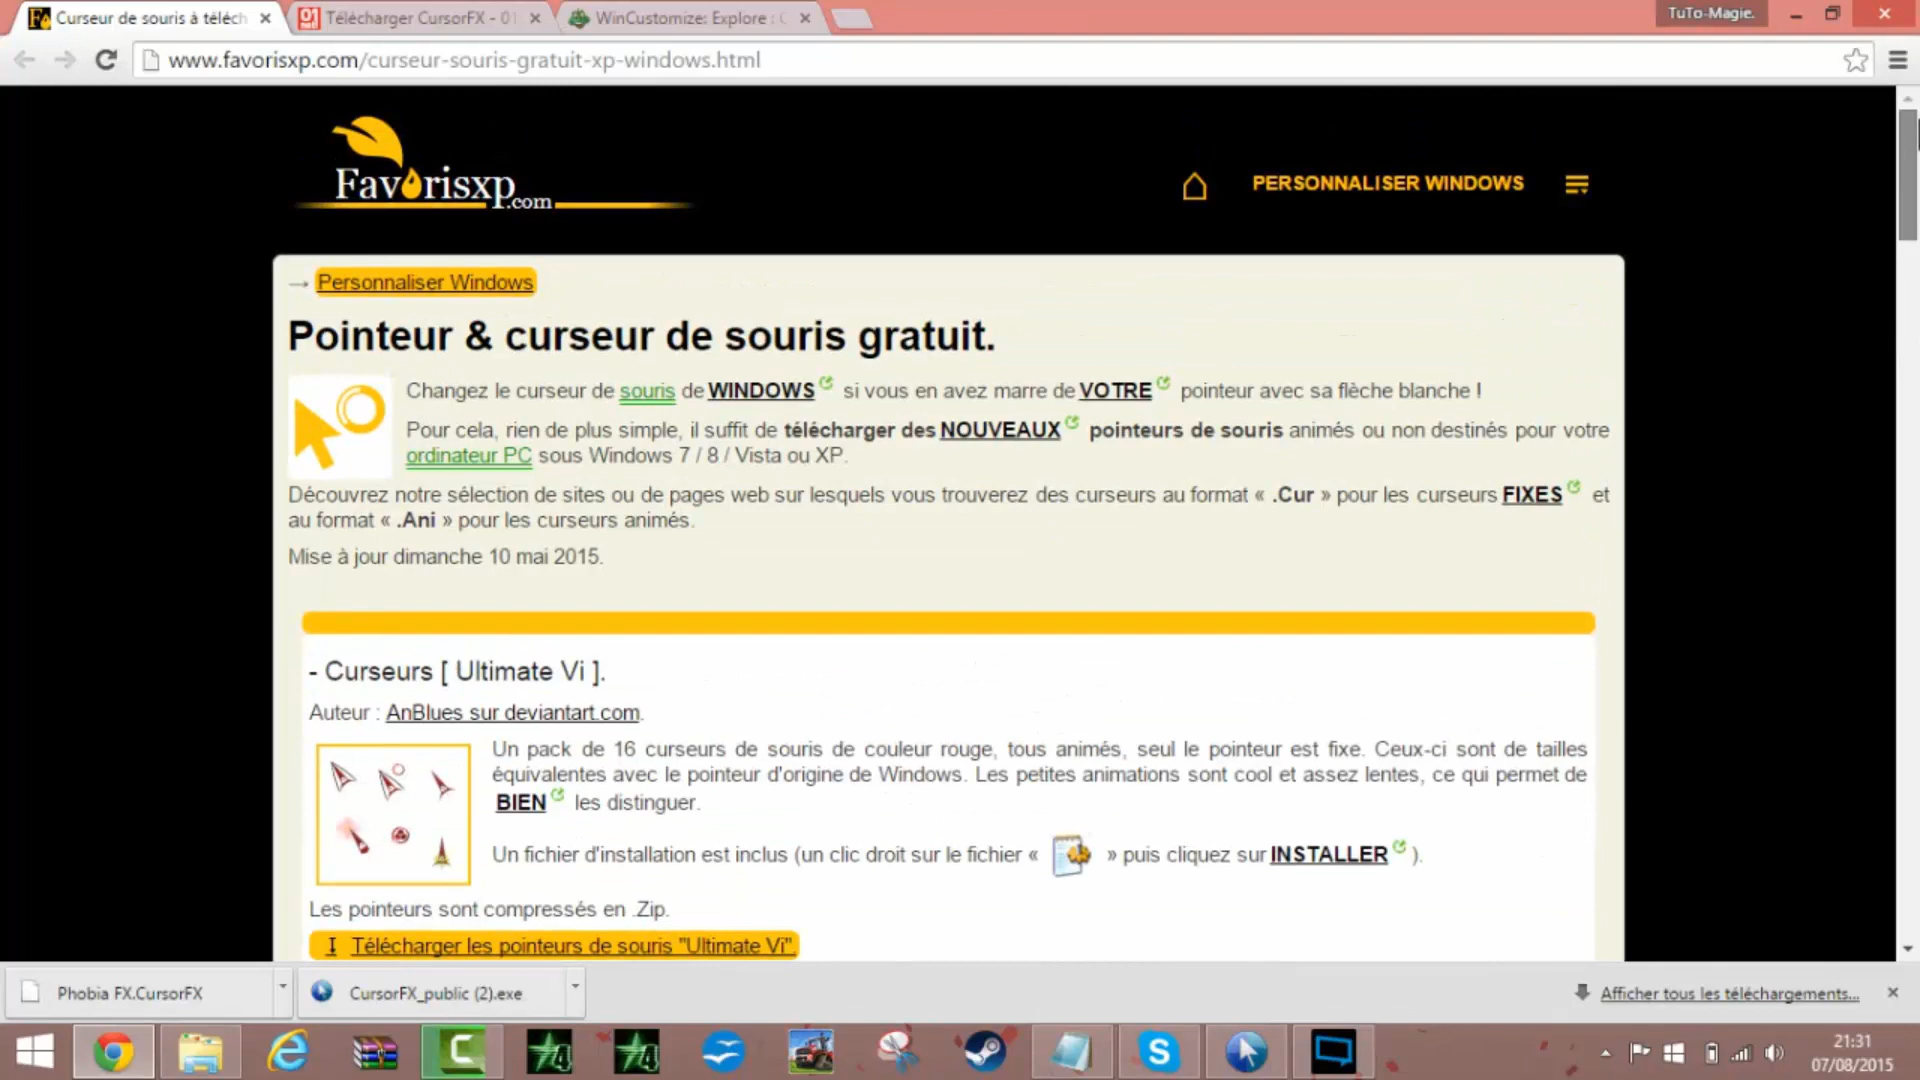 Curseur de souris à téléch
Télécharger CursorFX - 01
WinCustomize: Explore : C
TuTo-Magie.
www.favorisxp.com/curseur-souris-gratuit-xp-windows.html
Favorisxp.com
PERSONNALISER WINDOWS
→ Personnaliser Windows
Pointeur & curseur de souris gratuit.
Changez le curseur de souris de WINDOWS si vous en avez marre de VOTRE pointeur avec sa flèche blanche !
Pour cela, rien de plus simple, il suffit de télécharger des NOUVEAUX pointeurs de souris animés ou non destinés pour votre
ordinateur PC sous Windows 7 / 8 / Vista ou XP.
Découvrez notre sélection de sites ou de pages web sur lesquels vous trouverez des curseurs au format « .Cur » pour les curseurs FIXES et
au format « .Ani » pour les curseurs animés.
Mise à jour dimanche 10 mai 2015.
- Curseurs [ Ultimate Vi ].
Auteur : AnBlues sur deviantart.com.
Un pack de 16 curseurs de souris de couleur rouge, tous animés, seul le pointeur est fixe. Ceux-ci sont de tailles
équivalentes avec le pointeur d'origine de Windows. Les petites animations sont cool et assez lentes, ce qui permet de
BIEN les distinguer.
Un fichier d'installation est inclus (un clic droit sur le fichier « » puis cliquez sur INSTALLER ).
Les pointeurs sont compressés en .Zip.
Télécharger les pointeurs de souris "Ultimate Vi".
Phobia FX.CursorFX
CursorFX_public (2).exe
Afficher tous les téléchargements...
21:31
07/08/2015